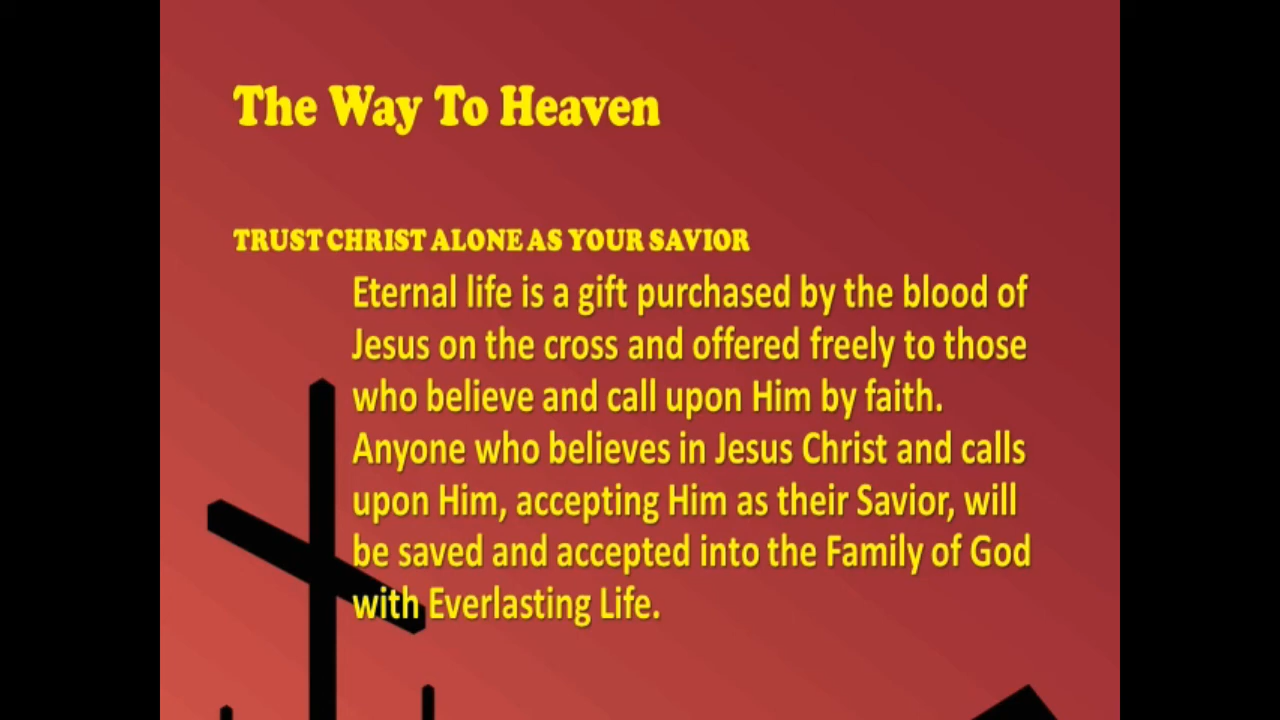 The Way To Heaven
TRUST CHRIST ALONE AS YOUR SAVIOR
Eternal life is a gift purchased by the blood of
Jesus on the cross and offered freely to those
who believe and call upon Him by faith.
Anyone who believes in Jesus Christ and calls
upon Him, accepting Him as their Savior, will
be saved and accepted into the Family of God
with Everlasting Life.